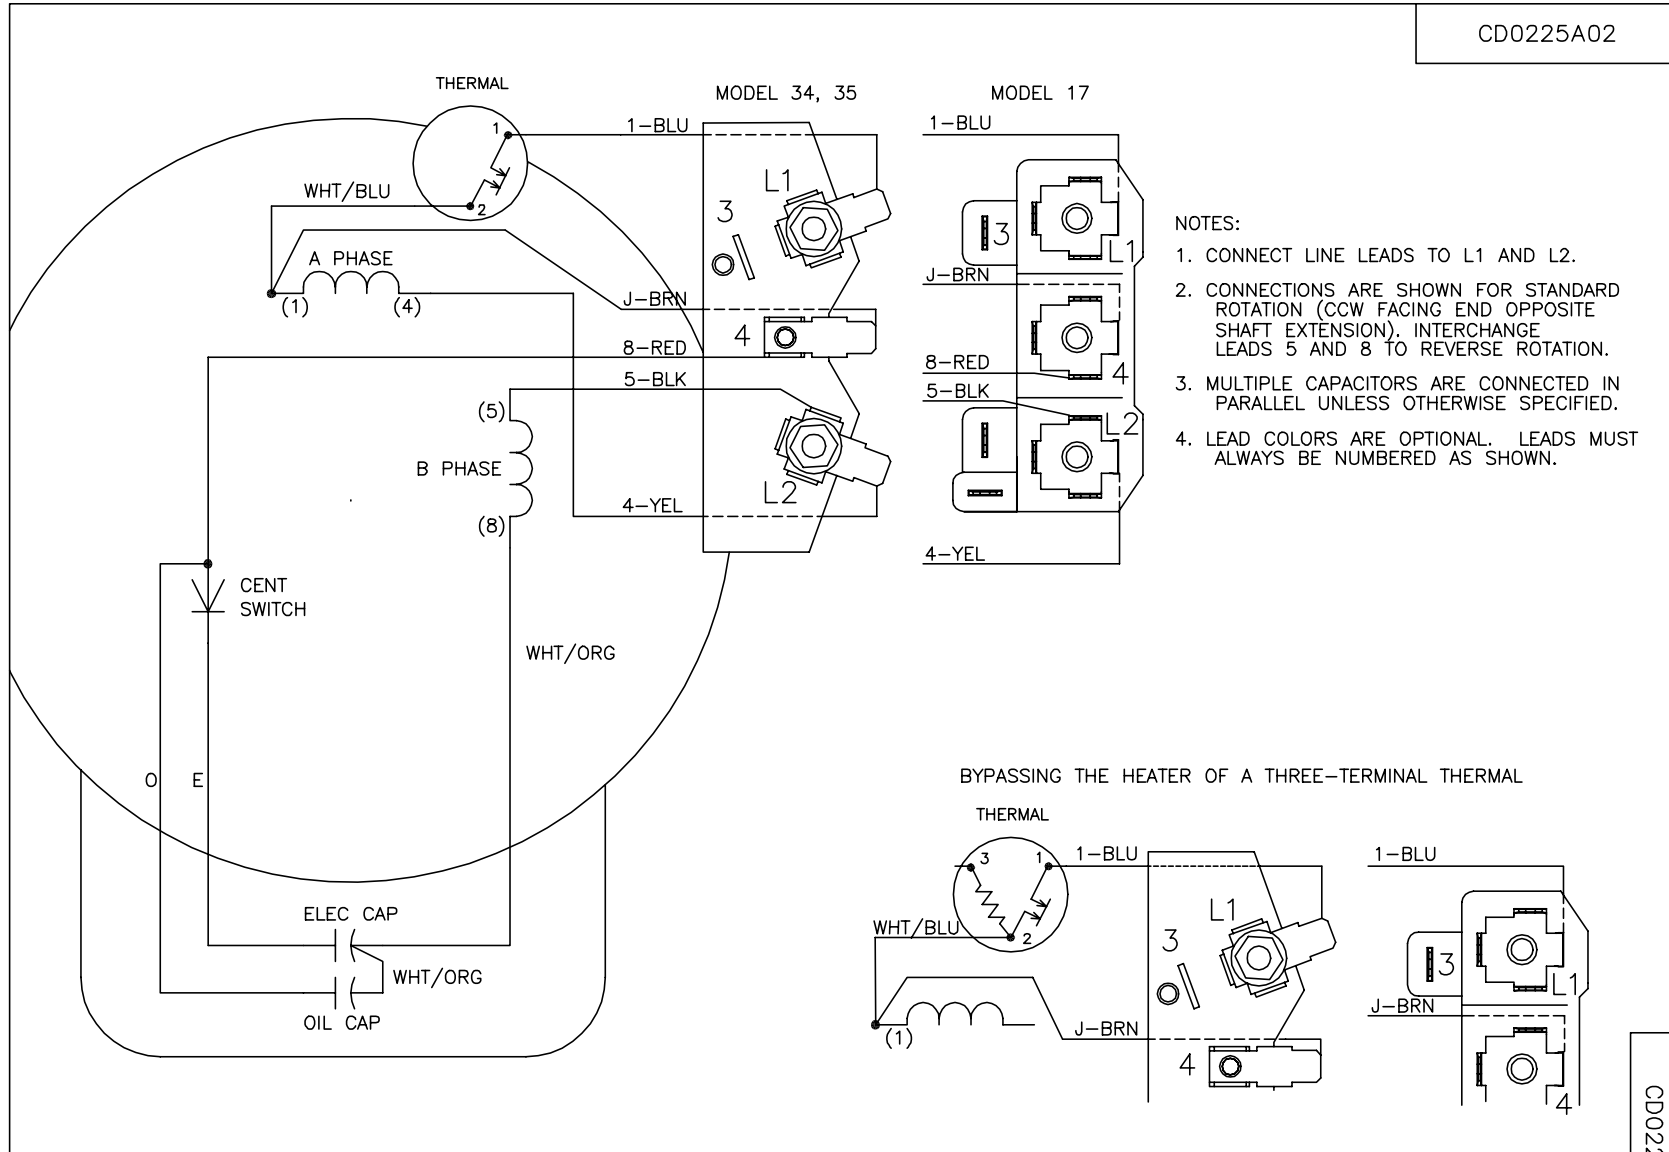 CD0225A02
THERMAL
MODEL 34, 35
MODEL 17
1
2
WHT/BLU
1-BLU
1-BLU
A PHASE
(1)
(4)
J-BRN
8-RED
5-BLK
4-YEL
L1
3
4
L2
3
L1
J-BRN
8-RED
4
5-BLK
L2
4-YEL
(5)
B PHASE
(8)
NOTES:
1. CONNECT LINE LEADS TO L1 AND L2.
2. CONNECTIONS ARE SHOWN FOR STANDARD
ROTATION (CCW FACING END OPPOSITE
SHAFT EXTENSION). INTERCHANGE
LEADS 5 AND 8 TO REVERSE ROTATION.
3. MULTIPLE CAPACITORS ARE CONNECTED IN
PARALLEL UNLESS OTHERWISE SPECIFIED.
4. LEAD COLORS ARE OPTIONAL. LEADS MUST
ALWAYS BE NUMBERED AS SHOWN.
CENT
SWITCH
WHT/ORG
O
E
ELEC CAP
WHT/ORG
OIL CAP
BYPASSING THE HEATER OF A THREE-TERMINAL THERMAL
THERMAL
3
1
2
1-BLU
WHT/BLU
(1)
J-BRN
L1
3
4
1-BLU
3
L1
J-BRN
4
CD022